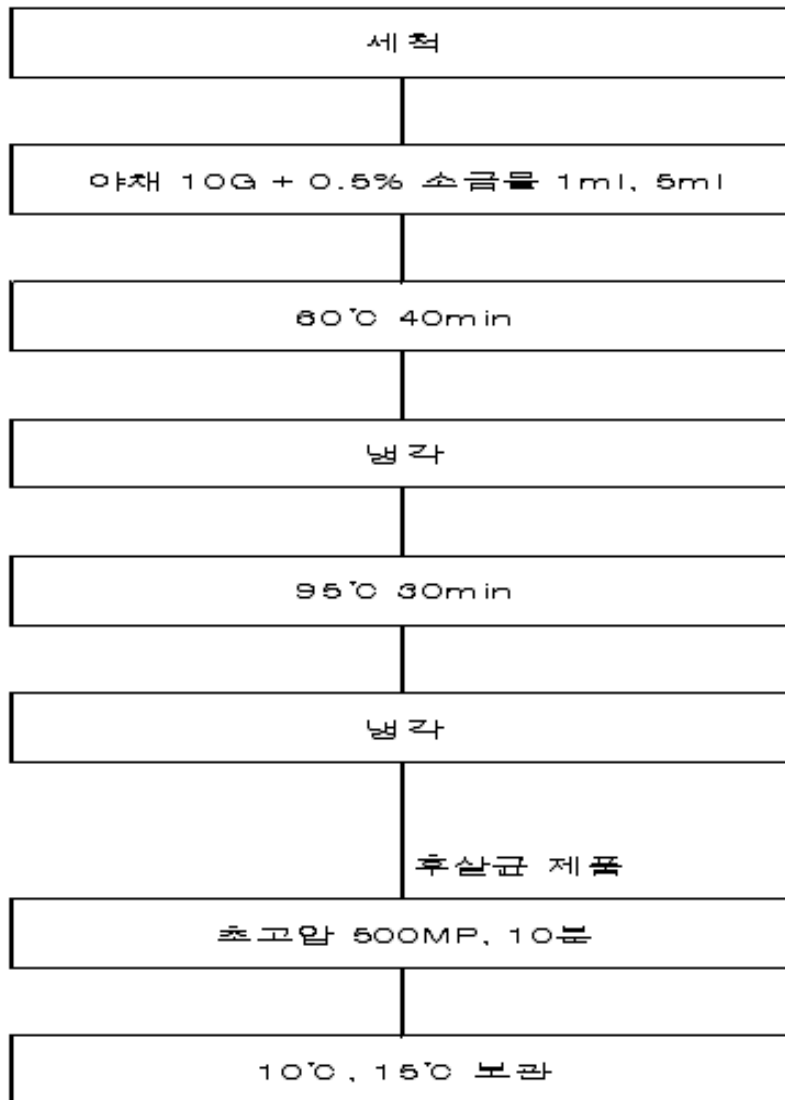 세척
야채 10G + 0.5% 소금물 1ml, 5ml
60℃ 40min
냉각
95℃ 30min
냉각
후살균 제품
초고압 500MP, 10분
10℃, 15℃ 보관